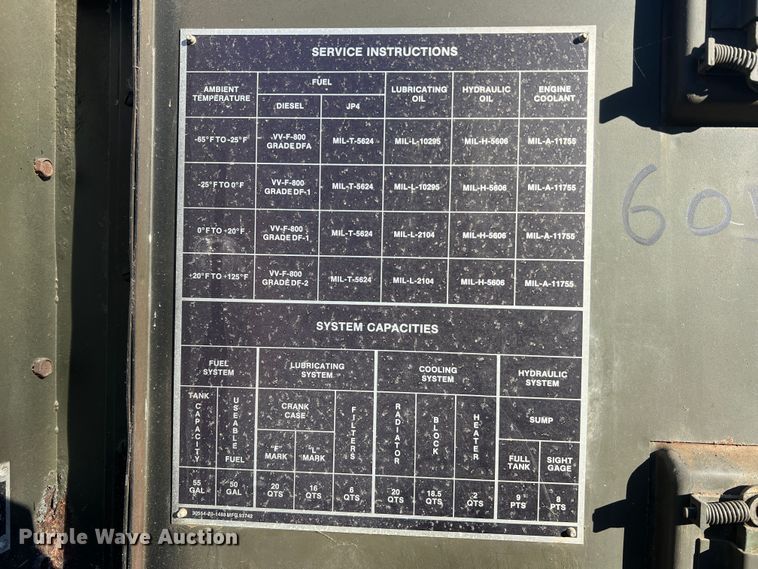 SERVICE INSTRUCTIONS
AMBIENT TEMPERATURE FUEL LUBRICATING OIL HYDRAULIC OIL ENGINE COOLANT
DIESEL JP4
-65°F TO -25°F VV-F-800 GRADE DFA MIL-T-5624 MIL-L-10295 MIL-H-5606 MIL-A-11755
-25°F TO 0°F VV-F-800 GRADE DF-1 MIL-T-5624 MIL-L-10295 MIL-H-5606 MIL-A-11755
0°F TO +20°F VV-F-800 GRADE DF-1 MIL-T-5624 MIL-L-2104 MIL-H-5606 MIL-A-11755
+20°F TO +125°F VV-F-800 GRADE DF-2 MIL-T-5624 MIL-L-2104 MIL-H-5606 MIL-A-11755
SYSTEM CAPACITIES
FUEL SYSTEM LUBRICATING SYSTEM COOLING SYSTEM HYDRAULIC SYSTEM
TANK CAPACITY USEABLE FUEL CRANK CASE FILTERS RADIATOR BLOCK HEATER SUMP
"F" MARK "L" MARK FULL TANK SIGHT GAGE
55 GAL 50 GAL 20 QTS 16 QTS 6 QTS 20 QTS 18.5 QTS 2 QTS 9 PTS 8 PTS
Purple Wave Auction